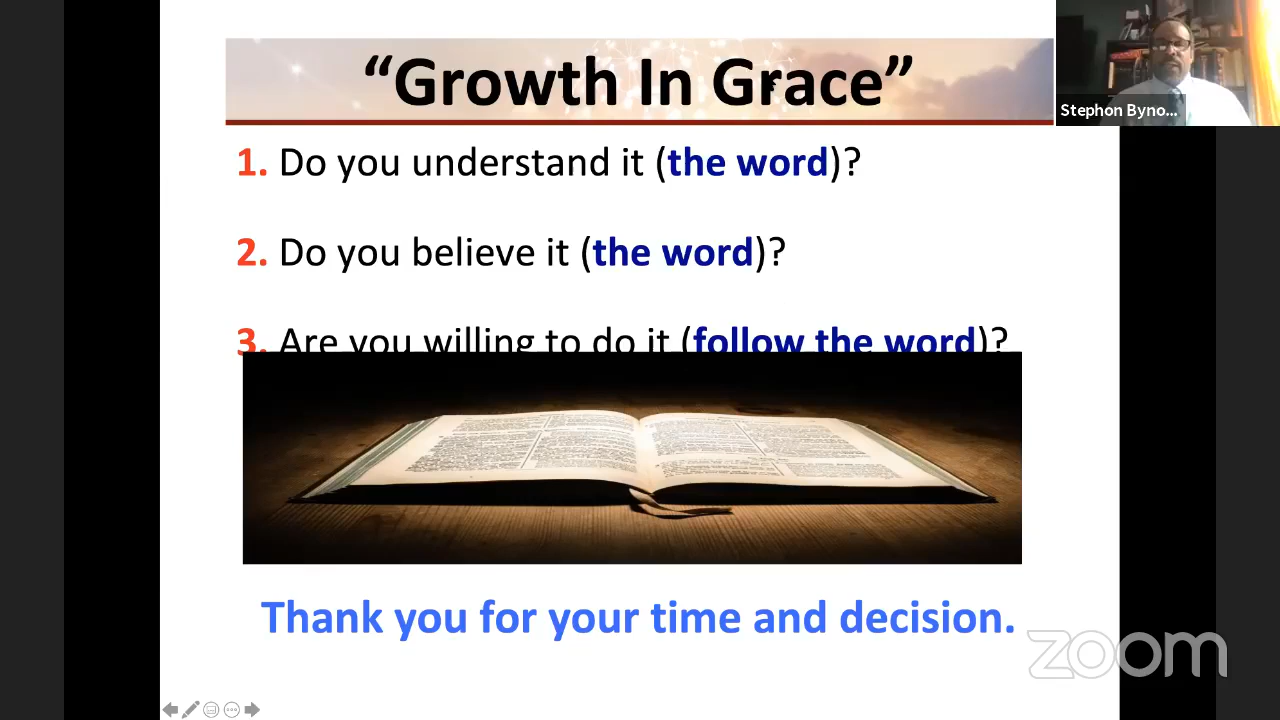 “Growth In Grace”
Stephon Byno...
1. Do you understand it (the word)?
2. Do you believe it (the word)?
3. Are you willing to do it (follow the word)?
Thank you for your time and decision.
zoom